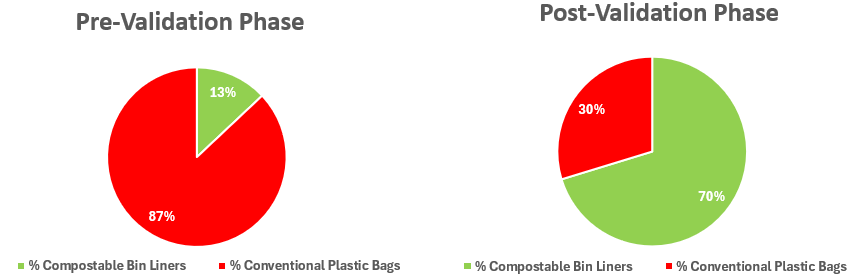 Pre-Validation Phase
13%
87%
% Compostable Bin Liners
% Conventional Plastic Bags
Post-Validation Phase
30%
70%
% Compostable Bin Liners
% Conventional Plastic Bags